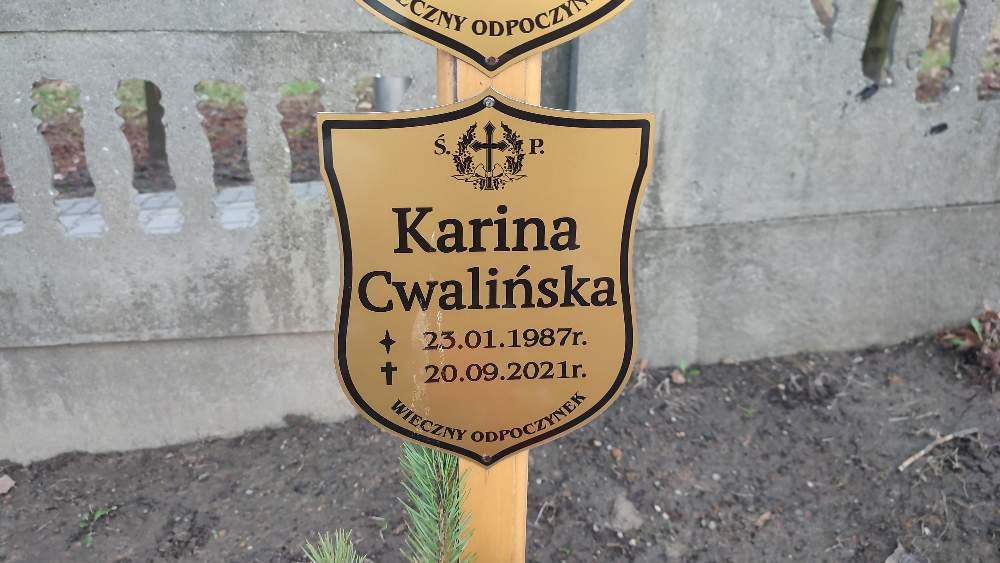 WIECZNY ODPOCZYNEK
Ś. P.
Karina
Cwalińska
23.01.1987r.
20.09.2021r.
WIECZNY ODPOCZYNEK